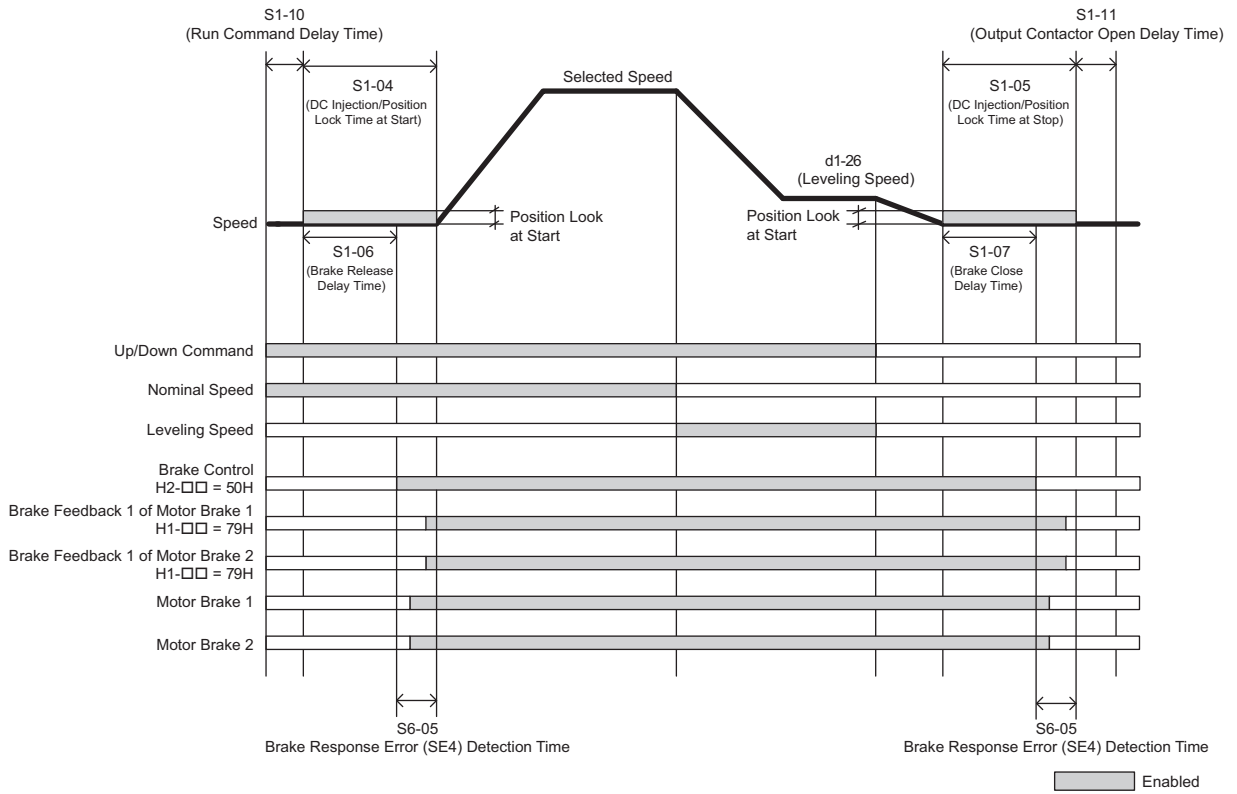 S1-10
(Run Command Delay Time)
S1-11
(Output Contactor Open Delay Time)
S1-04
(DC Injection/Position
Lock Time at Start)
Selected Speed
S1-05
(DC Injection/Position
Lock Time at Stop)
d1-26
(Leveling Speed)
Speed
Position Look
at Start
Position Look
at Start
S1-06
(Brake Release
Delay Time)
S1-07
(Brake Close
Delay Time)
Up/Down Command
Nominal Speed
Leveling Speed
Brake Control
H2-□□ = 50H
Brake Feedback 1 of Motor Brake 1
H1-□□ = 79H
Brake Feedback 1 of Motor Brake 2
H1-□□ = 79H
Motor Brake 1
Motor Brake 2
S6-05
Brake Response Error (SE4) Detection Time
S6-05
Brake Response Error (SE4) Detection Time
Enabled